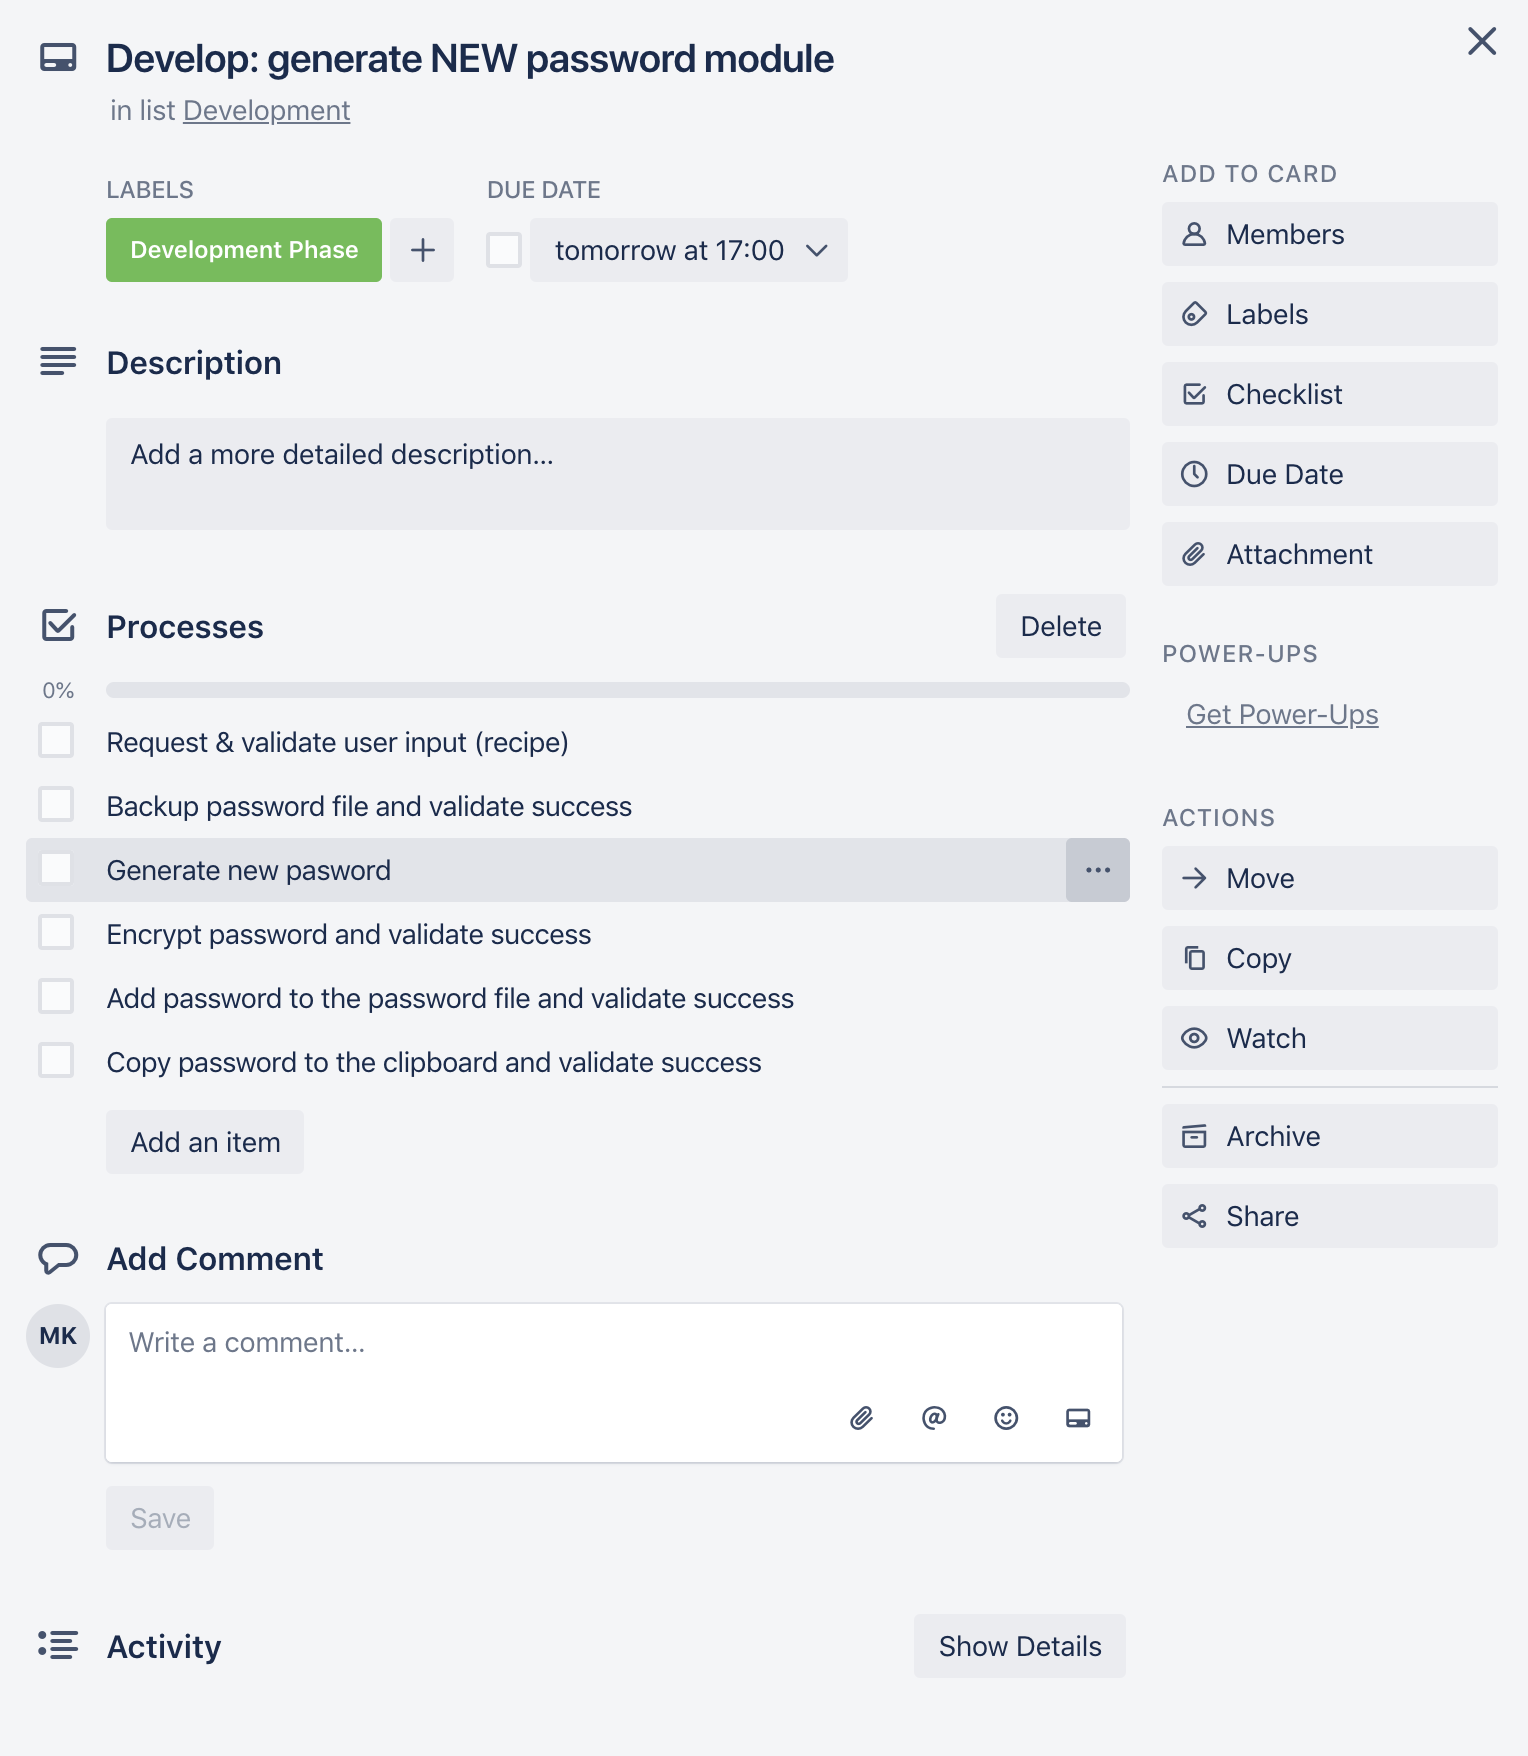 Develop: generate NEW password module
in list Development
LABELS
Development Phase
DUE DATE
tomorrow at 17:00
Description
Add a more detailed description...
Processes
Delete
0%
Request & validate user input (recipe)
Backup password file and validate success
Generate new pasword
Encrypt password and validate success
Add password to the password file and validate success
Copy password to the clipboard and validate success
Add an item
Add Comment
MK
Write a comment...
Save
Activity
Show Details
ADD TO CARD
Members
Labels
Checklist
Due Date
Attachment
POWER-UPS
Get Power-Ups
ACTIONS
Move
Copy
Watch
Archive
Share